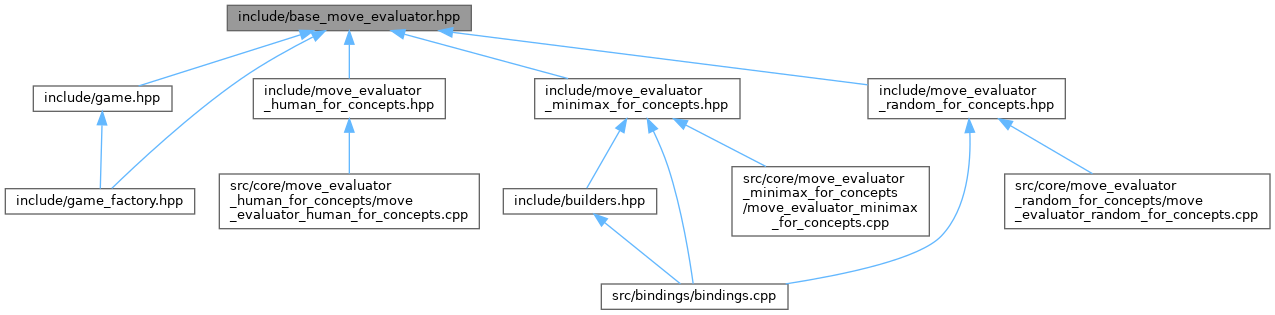 include/base_move_evaluator.hpp
include/game.hpp
include/move_evaluator
_human_for_concepts.hpp
include/move_evaluator
_minimax_for_concepts.hpp
include/move_evaluator
_random_for_concepts.hpp
include/game_factory.hpp
src/core/move_evaluator
_human_for_concepts/move
_evaluator_human_for_concepts.cpp
include/builders.hpp
src/core/move_evaluator
_minimax_for_concepts
/move_evaluator_minimax
_for_concepts.cpp
src/core/move_evaluator
_random_for_concepts/move
_evaluator_random_for_concepts.cpp
src/bindings/bindings.cpp